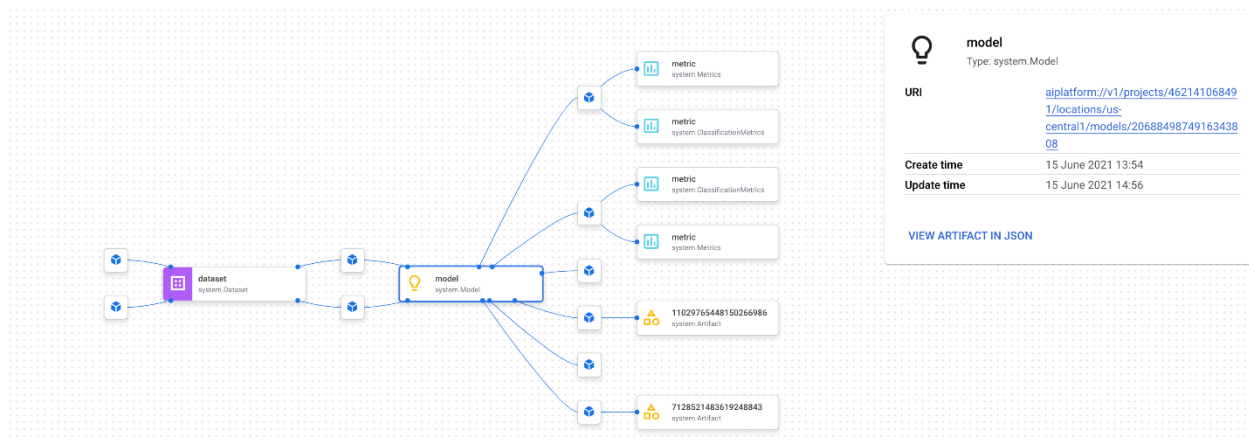 metric
system.Metrics
metric
system.ClassificationMetrics
metric
system.ClassificationMetrics
metric
system.Metrics
dataset
system.Dataset
model
system.Model
11029765448150266986
system.Artifact
7128521483619248843
system.Artifact
model
Type: system.Model
URI
aiplatform://v1/projects/46214106849
1/locations/us-
central1/models/20688498749163438
08
Create time 15 June 2021 13:54
Update time 15 June 2021 14:56
VIEW ARTIFACT IN JSON